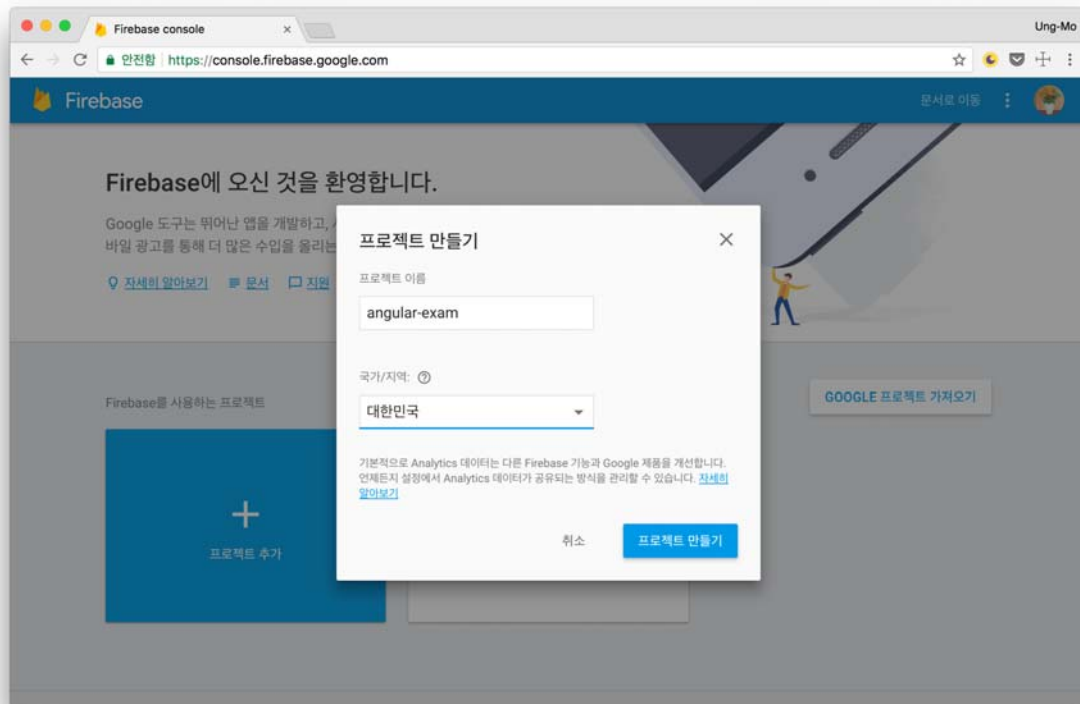 Firebase console
Ung-Mo
안전함 https://console.firebase.google.com
Firebase
문서로 이동
Firebase에 오신 것을 환영합니다.
Google 도구는 뛰어난 앱을 개발하고,
바일 광고를 통해 더 많은 수입을 올리는
자세히 알아보기 문서 지원
프로젝트 만들기
프로젝트 이름
angular-exam
국가/지역:
대한민국
기본적으로 Analytics 데이터는 다른 Firebase 기능과 Google 제품을 개선합니다.
언제든지 설정에서 Analytics 데이터가 공유되는 방식을 관리할 수 있습니다. 자세히
알아보기
취소 프로젝트 만들기
Firebase를 사용하는 프로젝트
GOOGLE 프로젝트 가져오기
프로젝트 추가